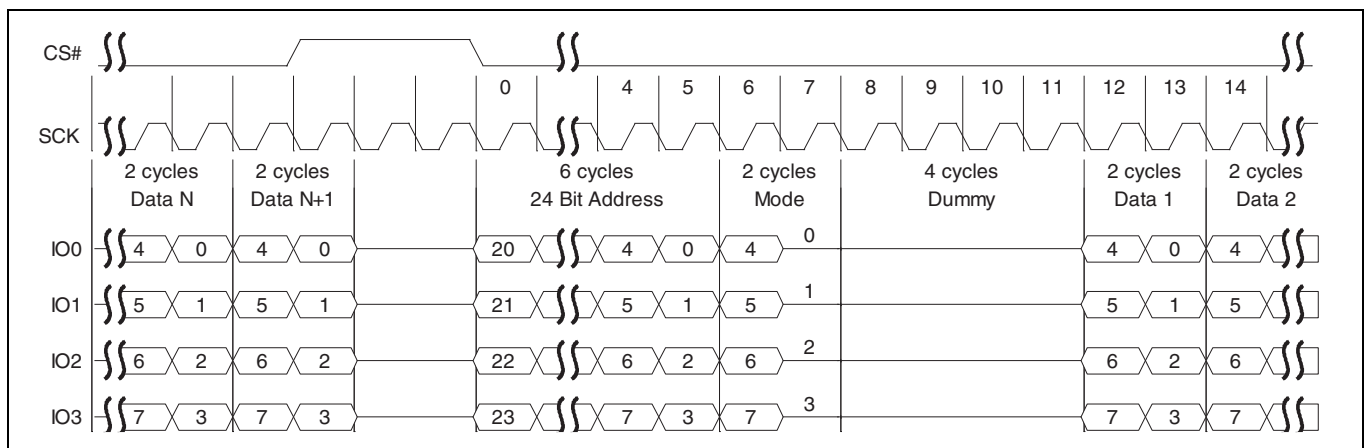 CS#
0 4 5 6 7 8 9 10 11 12 13 14
SCK
2 cycles 2 cycles 6 cycles 2 cycles 4 cycles 2 cycles 2 cycles
Data N Data N+1 24 Bit Address Mode Dummy Data 1 Data 2
IO0 4 0 4 0 20 4 0 4 0 4 0 4
IO1 5 1 5 1 21 5 1 5 1 5 1 5
IO2 6 2 6 2 22 6 2 6 2 6 2 6
IO3 7 3 7 3 23 7 3 7 3 7 3 7